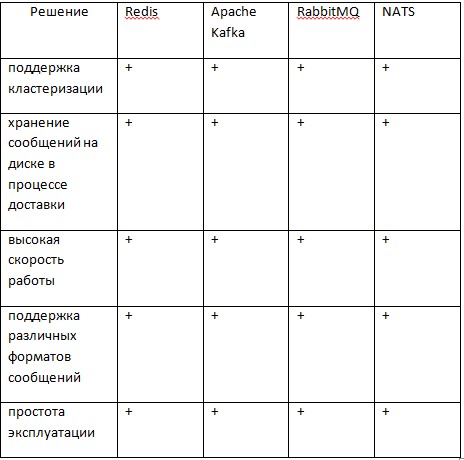 Решение Redis Apache RabbitMQ NATS
Kafka
поддержка + + + +
кластеризации
хранение + + + +
сообщений на
диске в
процессе
доставки
высокая + + + +
скорость
работы
поддержка + + + +
различных
форматов
сообщений
простота + + + +
эксплуатации